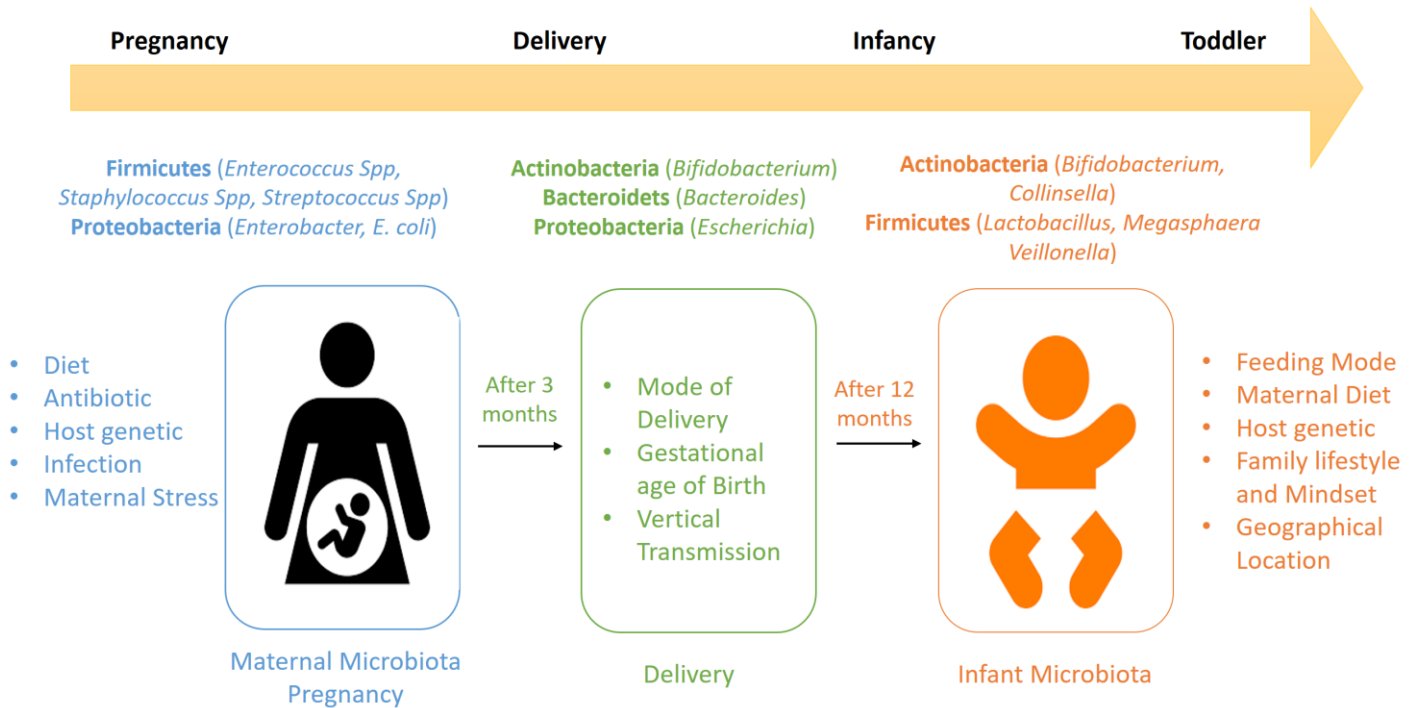 Pregnancy
Delivery
Infancy
Toddler
Firmicutes (Enterococcus Spp,
Staphylococcus Spp, Streptococcus Spp)
Proteobacteria (Enterobacter, E. coli)
Actinobacteria (Bifidobacterium)
Bacteroidets (Bacteroides)
Proteobacteria (Escherichia)
Actinobacteria (Bifidobacterium,
Collinsella)
Firmicutes (Lactobacillus, Megasphaera
Veillonella)
• Diet
• Antibiotic
• Host genetic
• Infection
• Maternal Stress
After 3
months
• Mode of
Delivery
• Gestational
age of Birth
• Vertical
Transmission
After 12
months
• Feeding Mode
• Maternal Diet
• Host genetic
• Family lifestyle
and Mindset
• Geographical
Location
Maternal Microbiota
Pregnancy
Delivery
Infant Microbiota